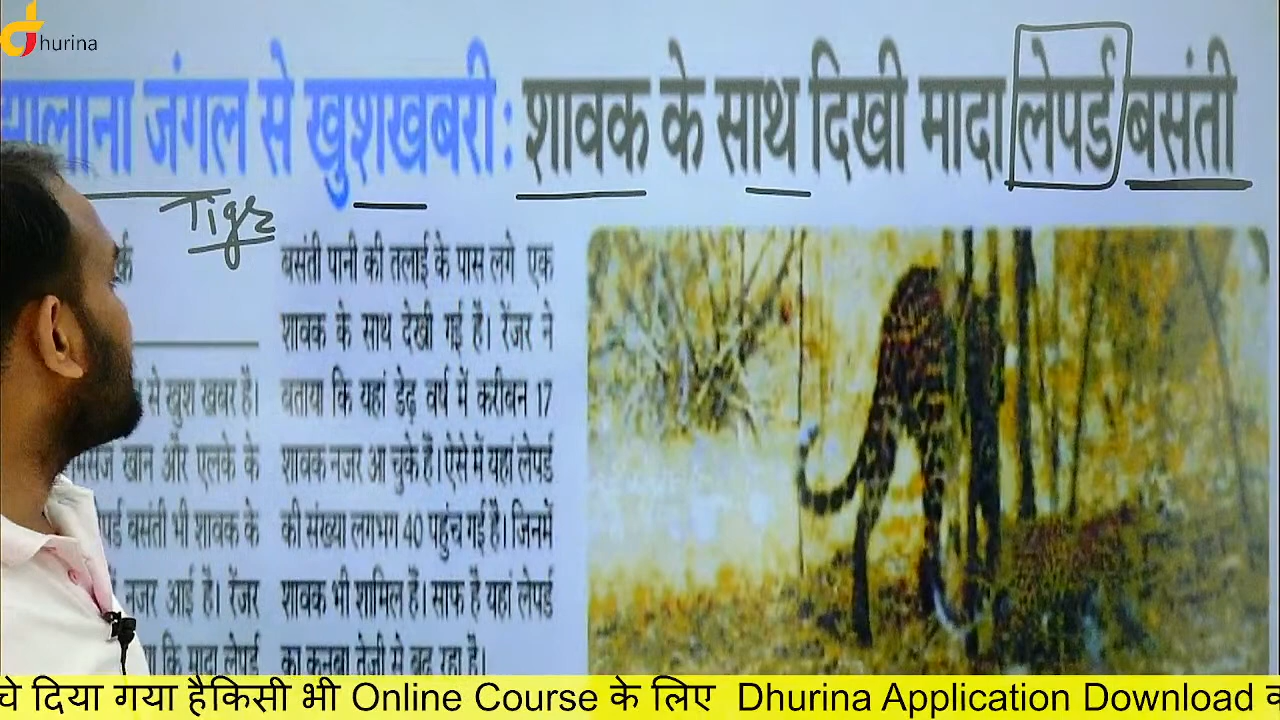 Dhurina
झालाना जंगल से खुशखबरी: शावक के साथ दिखी मादा लेपर्ड बसंती
Tiger
से खुश खबर है।
खान और एलके के
बसंती भी शावक के
नजर आई है। रेंजर
कि मादा लेपर्ड
बसंती पानी की तलाई के पास लगे एक
शावक के साथ देखी गई है। रेंजर ने
बताया कि यहां डेढ़ वर्ष में करीबन 17
शावक नजर आ चुके हैं। ऐसे में यहां लेपर्ड
की संख्या लगभग 40 पहुंच गई है। जिनमें
शावक भी शामिल हैं। साफ है यहां लेपर्ड
का कुनबा तेजी से बढ़ रहा है।
चे दिया गया हैकिसी भी Online Course के लिए Dhurina Application Download